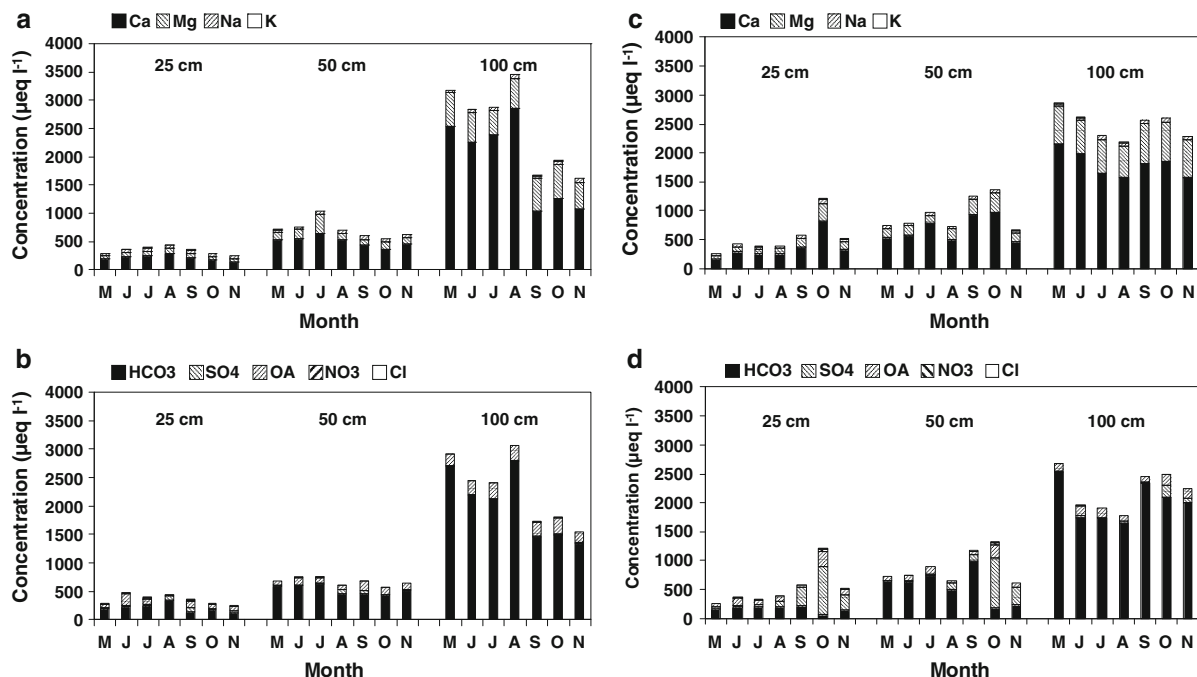 a
Ca Mg Na K
4000
3500
3000
2500
2000
1500
1000
500
0
Concentration (µeq l-1)
25 cm 50 cm 100 cm
M J J A S O N M J J A S O N M J J A S O N
Month
b
HCO3 SO4 OA NO3 Cl
4000
3500
3000
2500
2000
1500
1000
500
0
Concentration (µeq l-1)
25 cm 50 cm 100 cm
M J J A S O N M J J A S O N M J J A S O N
Month
c
Ca Mg Na K
4000
3500
3000
2500
2000
1500
1000
500
0
Concentration (µeq l-1)
25 cm 50 cm 100 cm
M J J A S O N M J J A S O N M J J A S O N
Month
d
HCO3 SO4 OA NO3 Cl
4000
3500
3000
2500
2000
1500
1000
500
0
Concentration (µeq l-1)
25 cm 50 cm 100 cm
M J J A S O N M J J A S O N M J J A S O N
Month